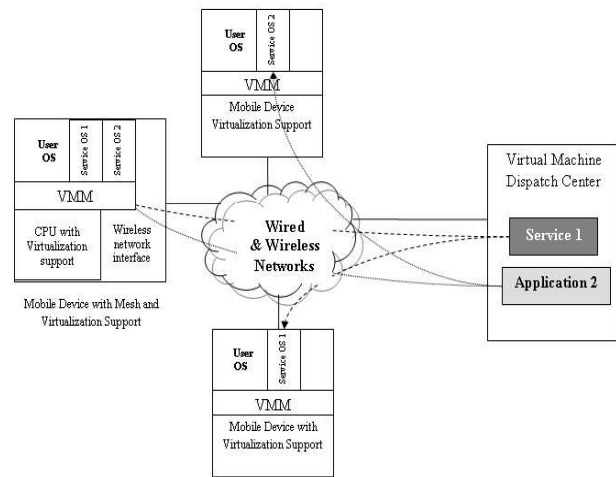 User
OS
Service OS 2
VMM
Mobile Device
Virtualization Support
User
OS
Service OS 1
Service OS 2
VMM
CPU with
Virtualization
support
Wireless
network
interface
Mobile Device with Mesh and
Virtualization Support
Wired
& Wireless
Networks
Virtual Machine
Dispatch Center
Service 1
Application 2
User
OS
Service OS 1
VMM
Mobile Device with
Virtualization Support